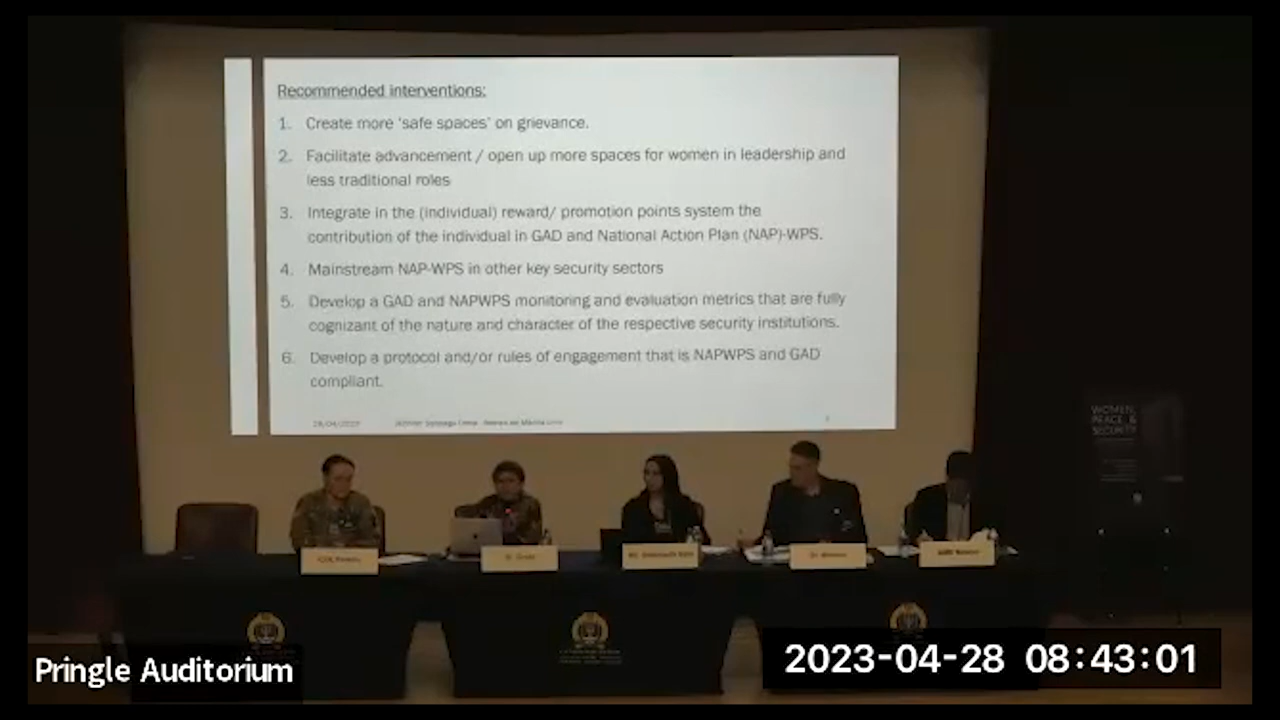 Recommended interventions:
1. Create more 'safe spaces' on grievance.
2. Facilitate advancement / open up more spaces for women in leadership and
less traditional roles
3. Integrate in the (individual) reward/ promotion points system the
contribution of the individual in GAD and National Action Plan (NAP)-WPS.
4. Mainstream NAP-WPS in other key security sectors
5. Develop a GAD and NAPWPS monitoring and evaluation metrics that are fully
cognizant of the nature and character of the respective security institutions.
6. Develop a protocol and/or rules of engagement that is NAPWPS and GAD
compliant.
WOMEN,
PEACE &
SECURITY
Pringle Auditorium
2023-04-28 08:43:01